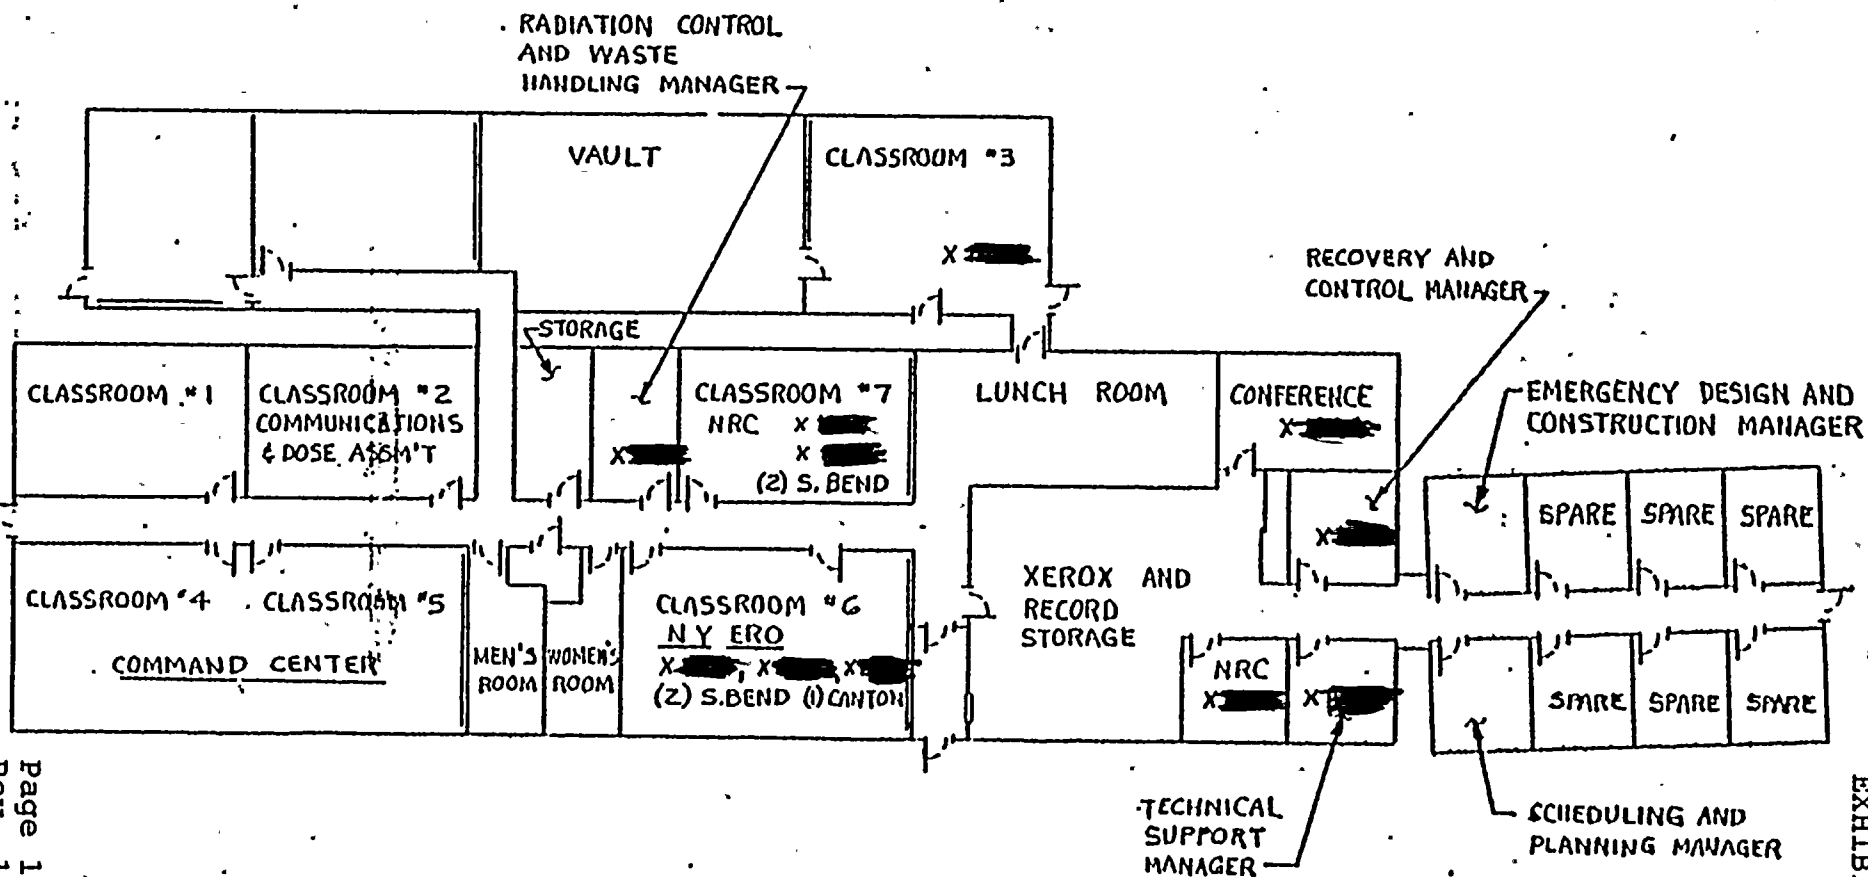 RADIATION CONTROL
AND WASTE
HANDLING MANAGER
VAULT
CLASSROOM #3
X
RECOVERY AND
CONTROL MANAGER
STORAGE
CLASSROOM #1
CLASSROOM #2
COMMUNICATIONS
& DOSE ASSM'T
X
CLASSROOM #7
NRC X
X
(2) S. BEND
LUNCH ROOM
CONFERENCE
X
X
EMERGENCY DESIGN AND
CONSTRUCTION MANAGER
SPARE
SPARE
SPARE
CLASSROOM #4
CLASSROOM #5
COMMAND CENTER
MEN'S
ROOM
WOMEN'S
ROOM
CLASSROOM #6
NY ERO
X , X , X
(2) S.BEND (1) CANTON
XEROX AND
RECORD
STORAGE
NRC
X
X
SPARE
SPARE
SPARE
TECHNICAL
SUPPORT
MANAGER
SCHEDULING AND
PLANNING MANAGER
Page 1